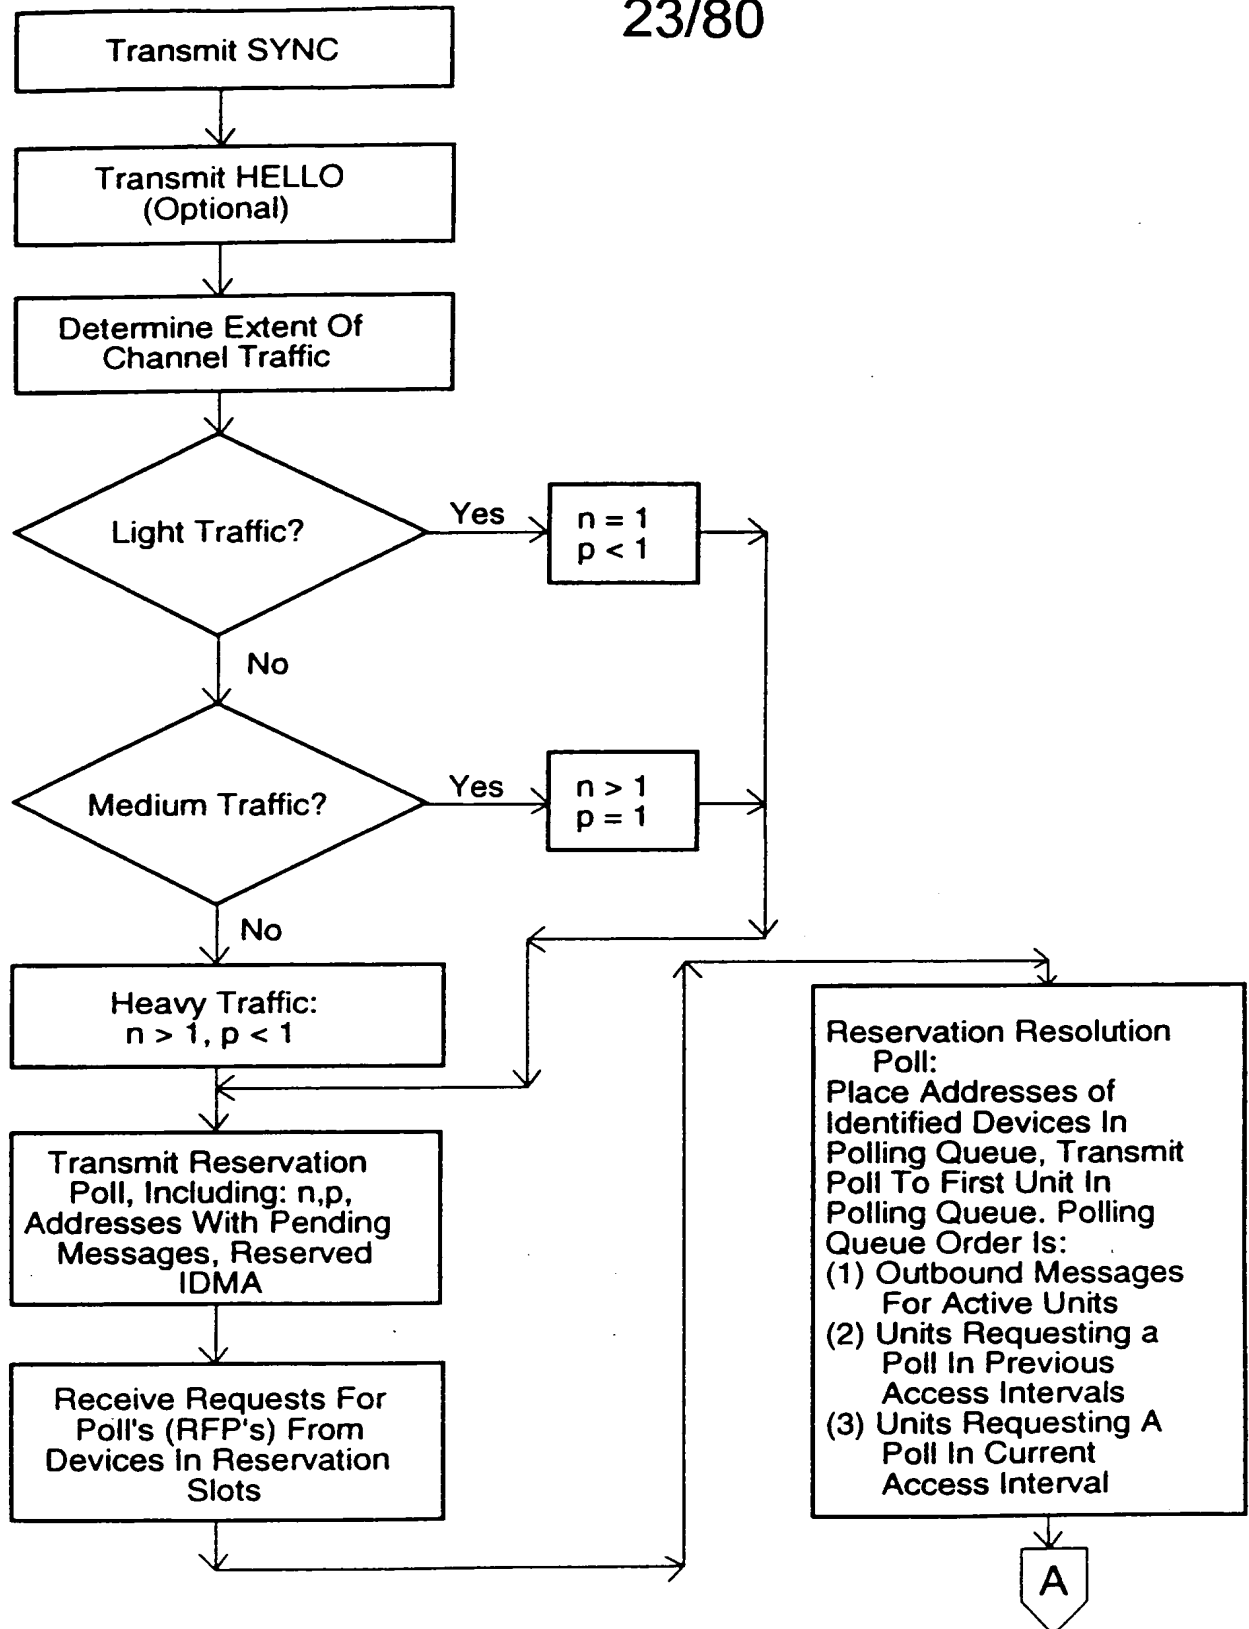 23/80
Transmit SYNC
Transmit HELLO
(Optional)
Determine Extent Of
Channel Traffic
Light Traffic?
Yes
n = 1
p < 1
No
Medium Traffic?
Yes
n > 1
p = 1
No
Heavy Traffic:
n > 1, p < 1
Transmit Reservation
Poll, Including: n,p,
Addresses With Pending
Messages, Reserved
IDMA
Receive Requests For
Poll's (RFP's) From
Devices In Reservation
Slots
Reservation Resolution
Poll:
Place Addresses of
Identified Devices In
Polling Queue, Transmit
Poll To First Unit In
Polling Queue. Polling
Queue Order Is:
(1) Outbound Messages
For Active Units
(2) Units Requesting a
Poll In Previous
Access Intervals
(3) Units Requesting A
Poll In Current
Access Interval
A